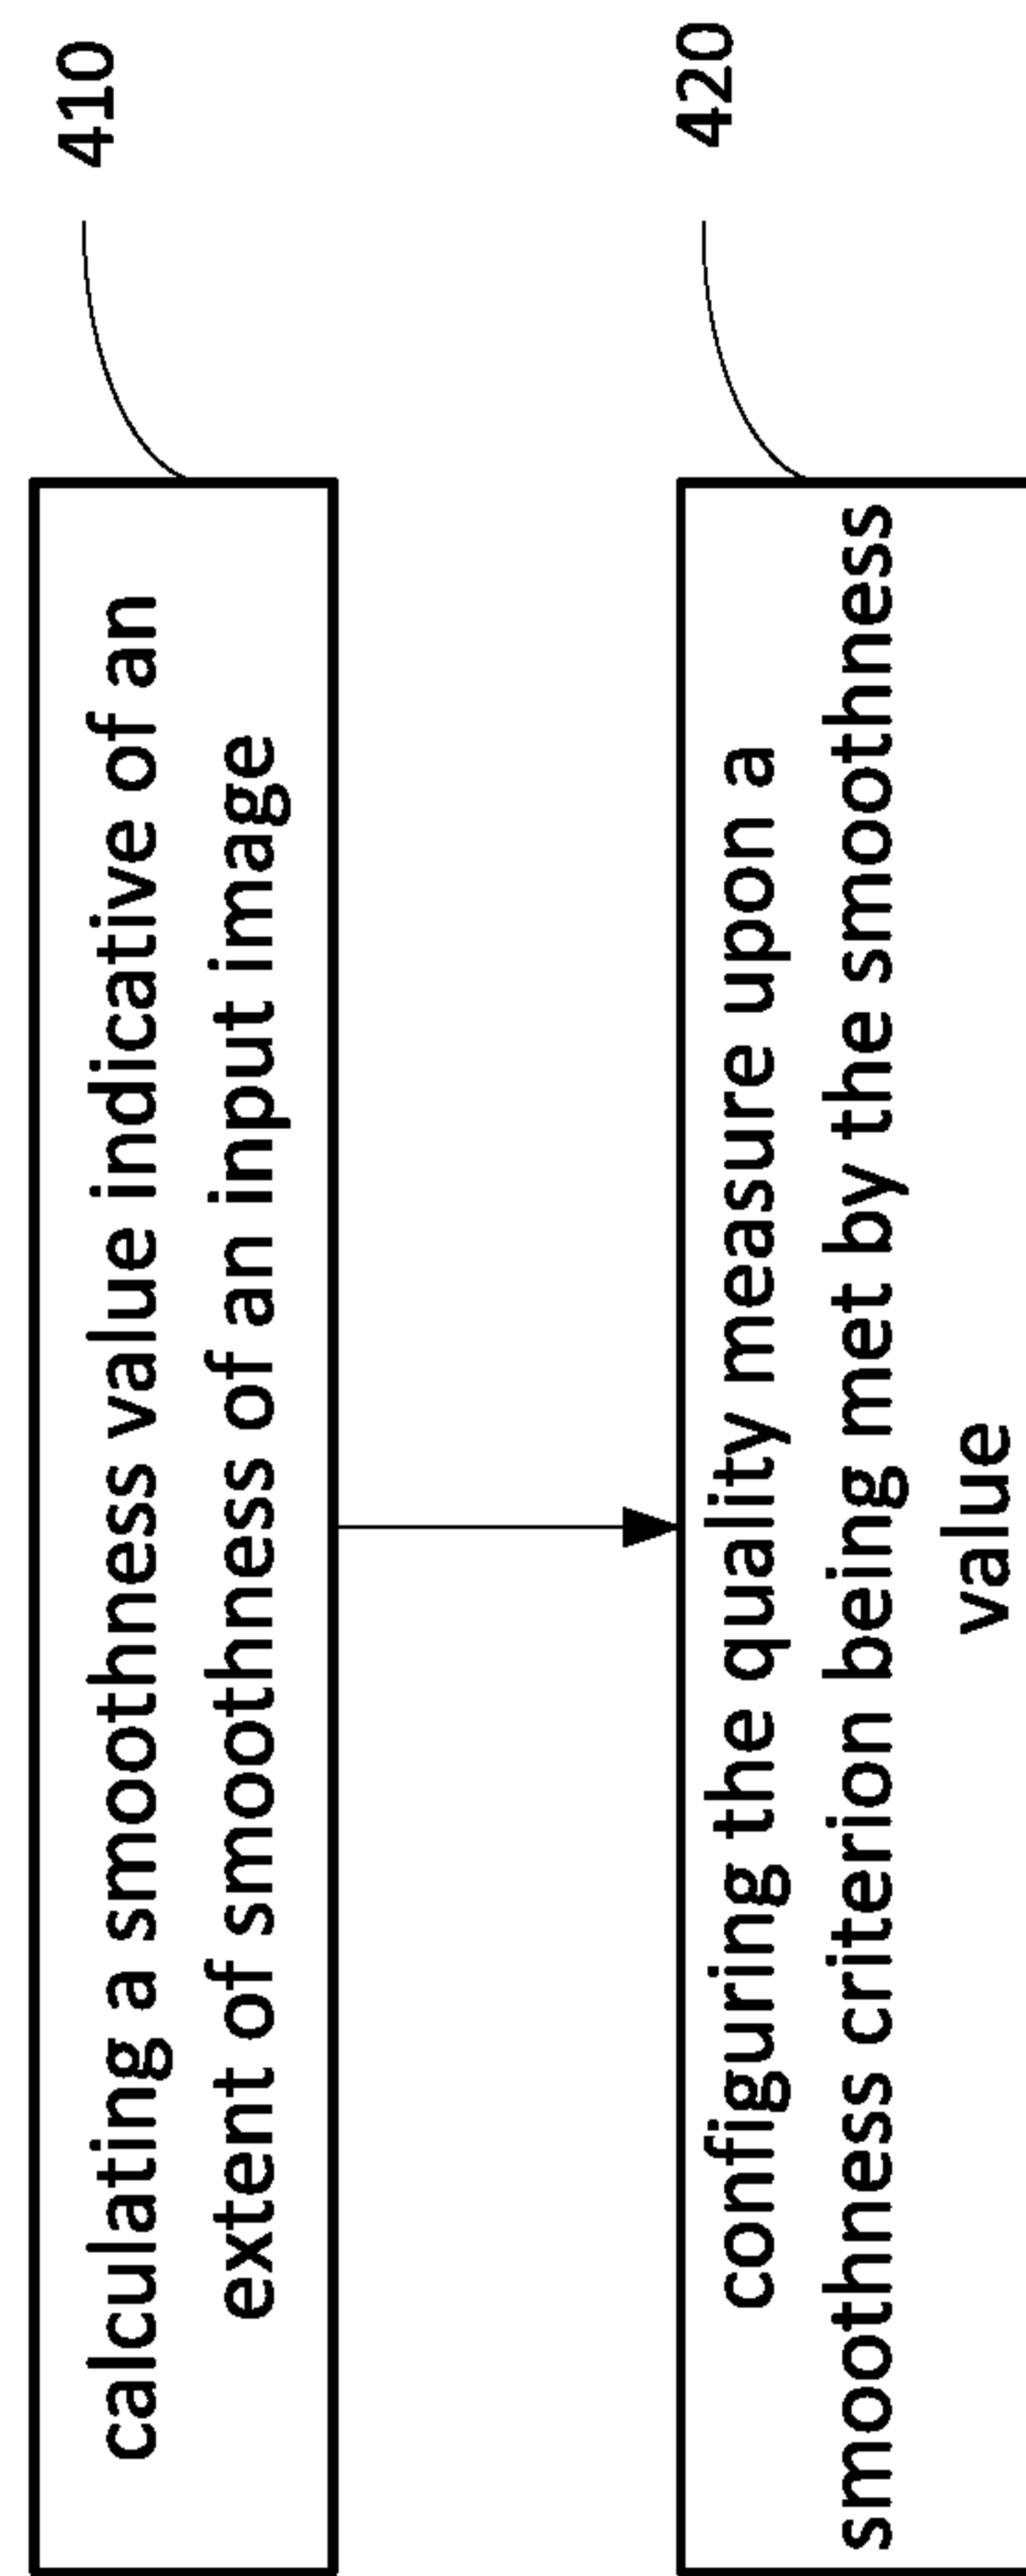 calculating a smoothness value indicative of an
extent of smoothness of an input image
410
configuring the quality measure upon a
smoothness criterion being met by the smoothness
value
420